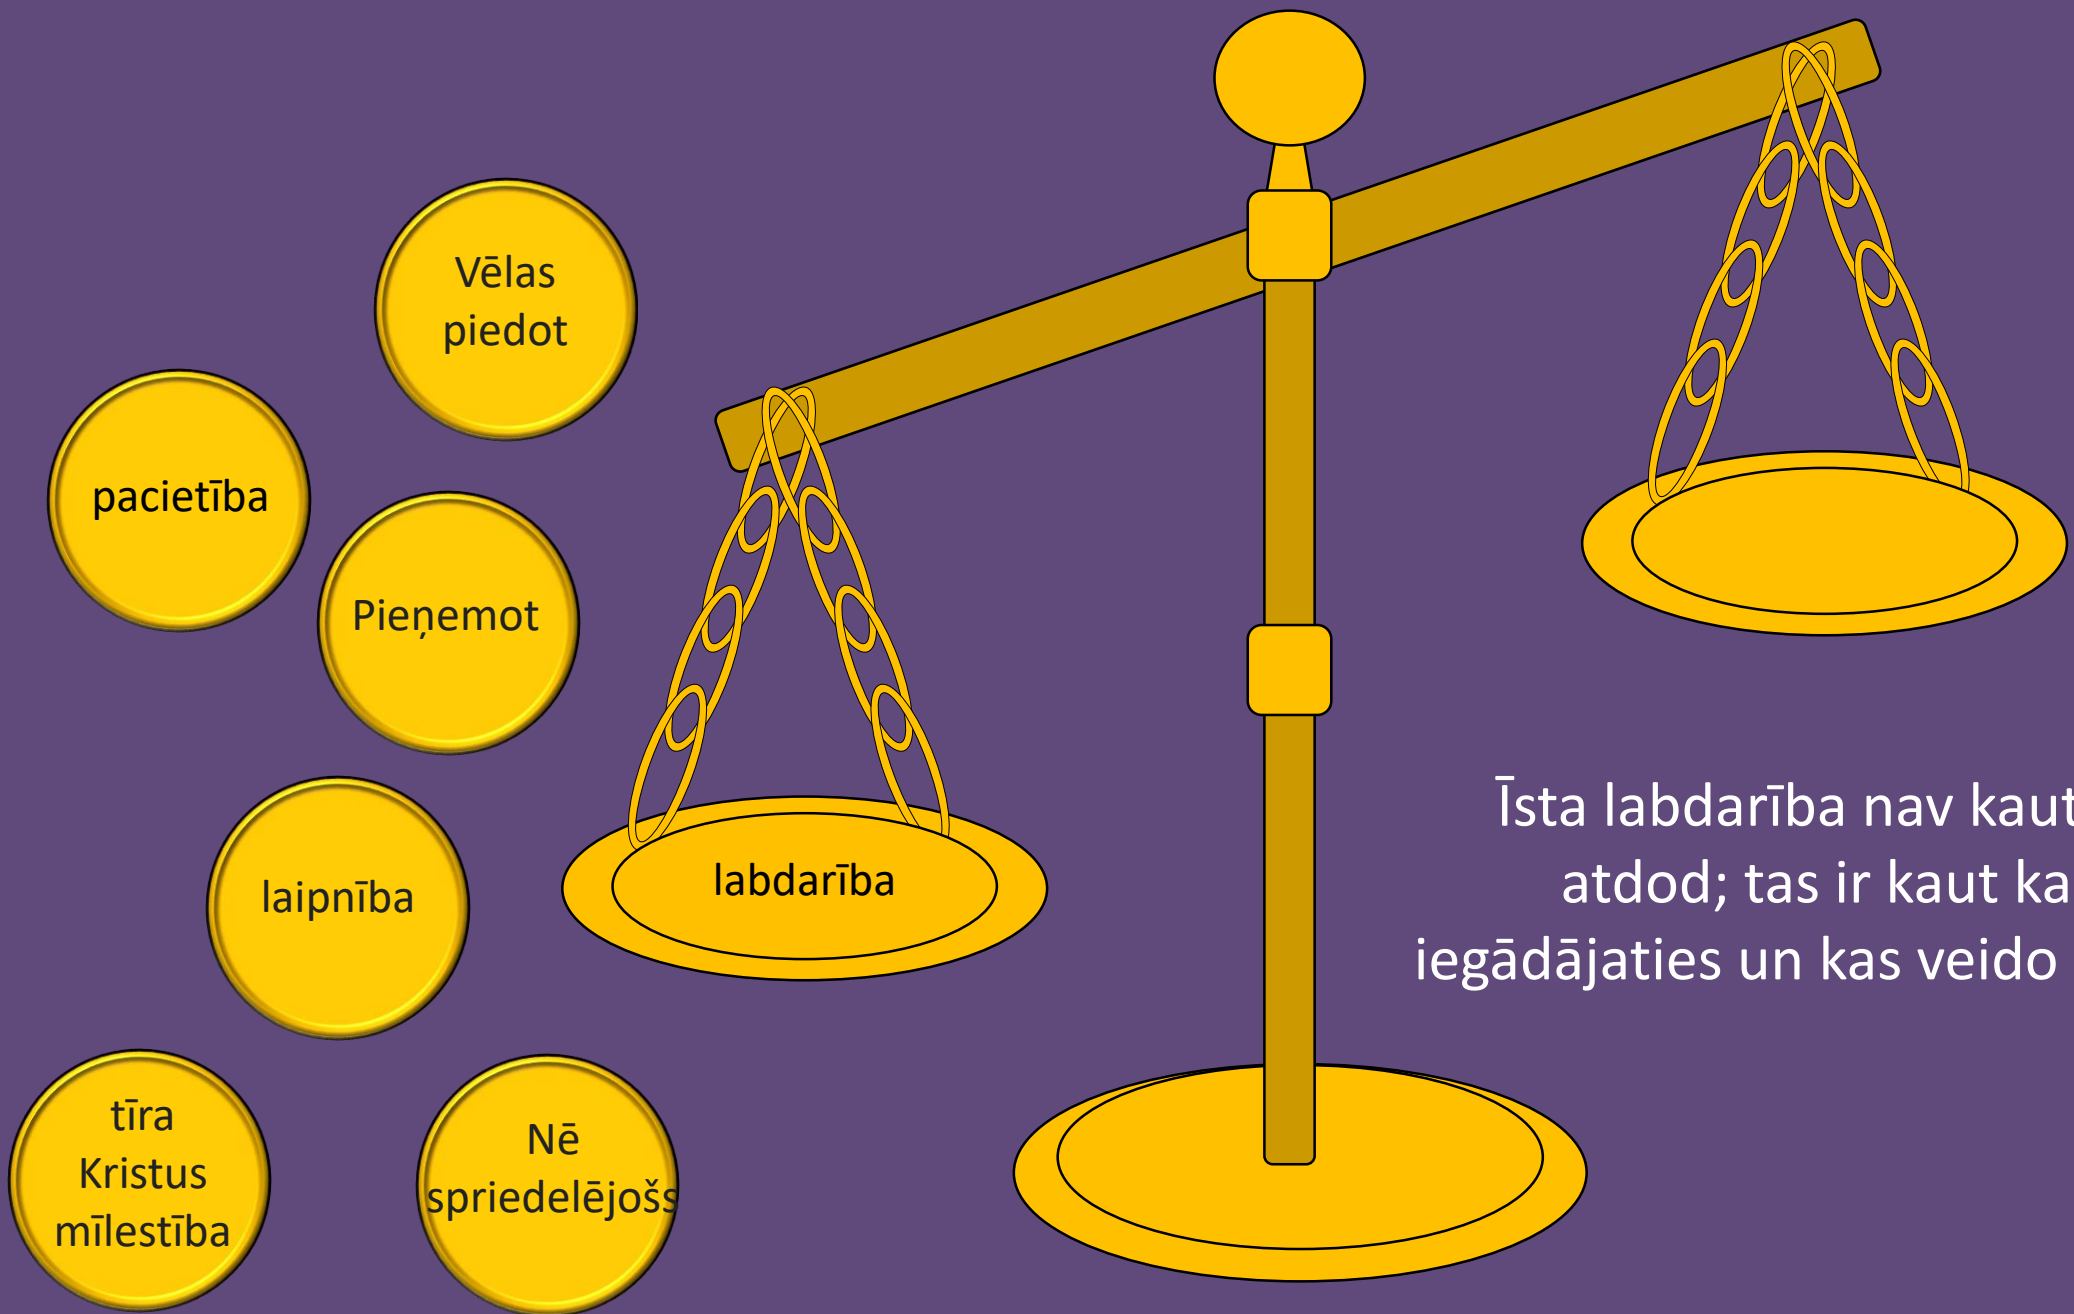 Vēlas
piedot
pacietība
Pieņemot
laipnība
tīra
Kristus
mīlestība
Nē
spriedelējošs
labdarība
Īsta labdarība nav kaut
atdod; tas ir kaut ka
iegādājaties un kas veido